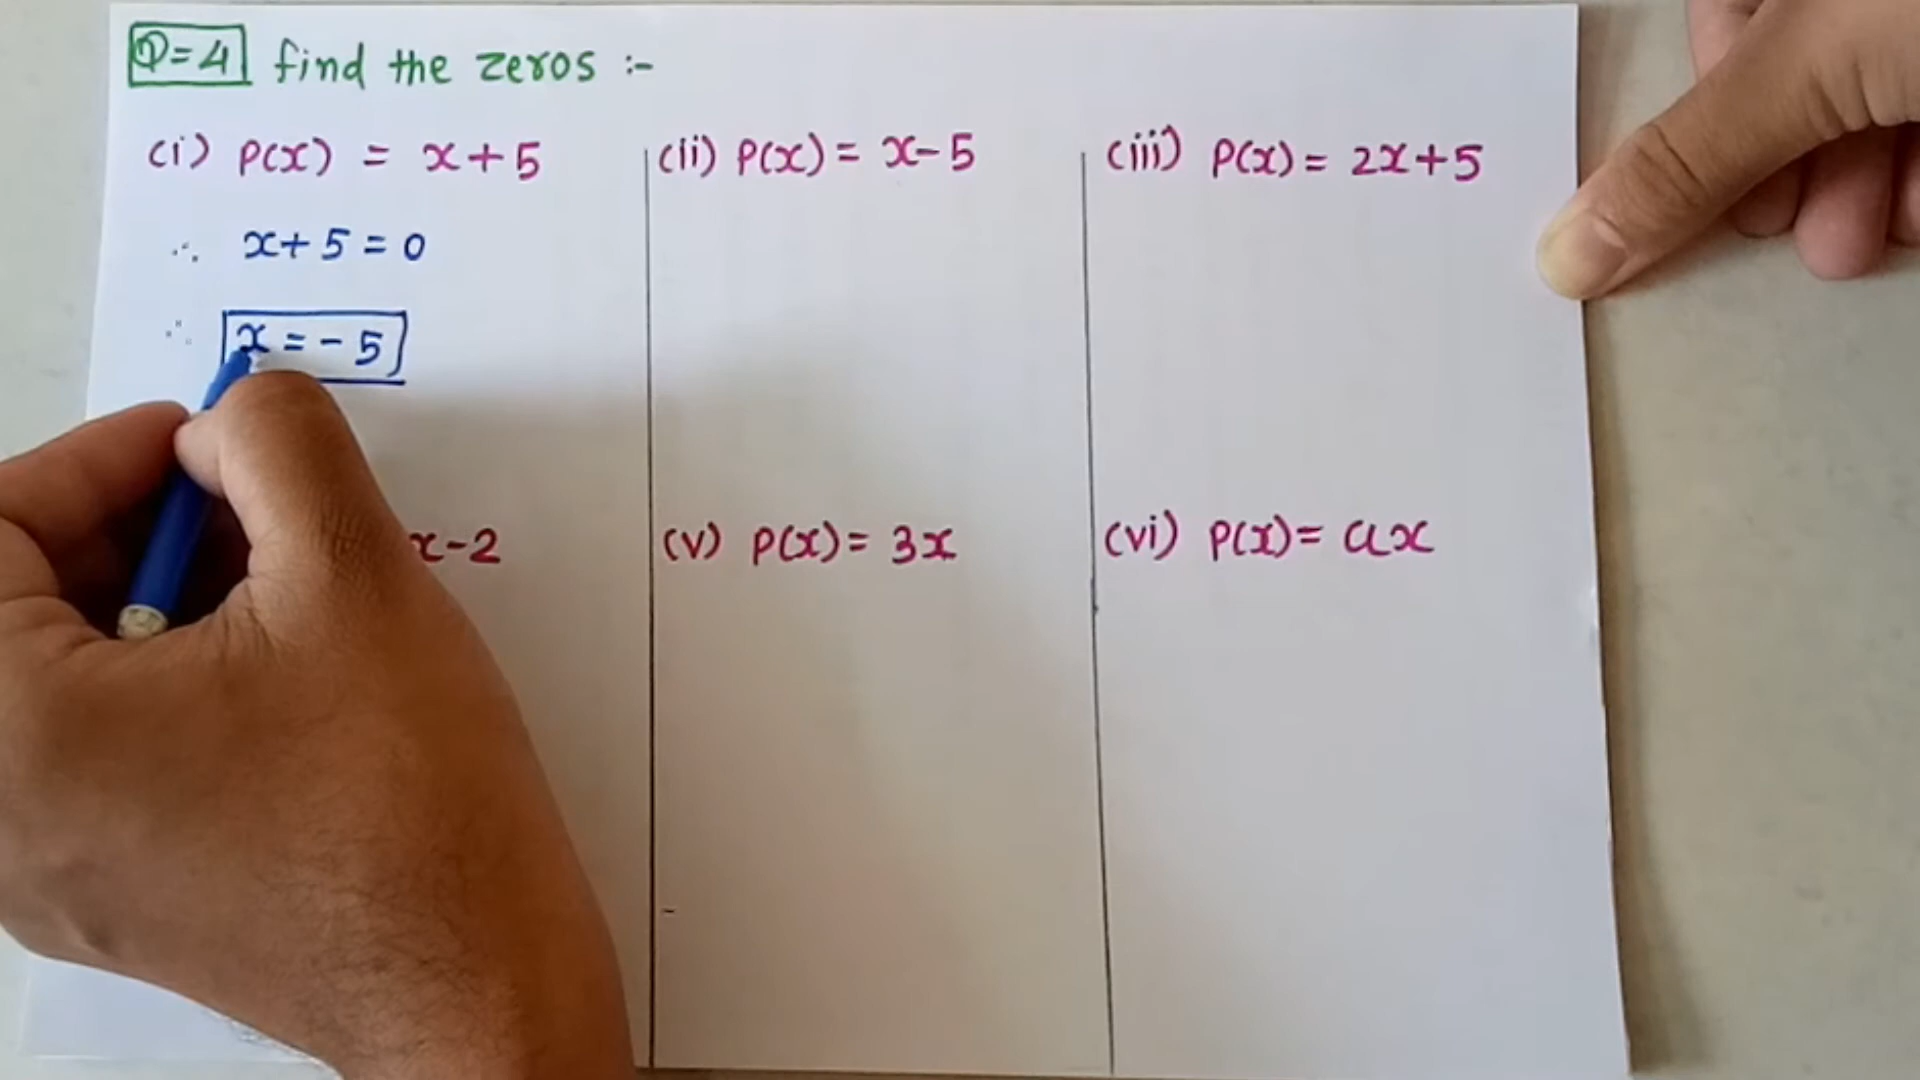 Q=4 find the zeros :-
(i) P(x) = x+5
∴ x+5=0
∴ x=-5
(ii) P(x)= x-5
(iii) P(x)= 2x+5
x-2
(v) P(x)= 3x
(vi) P(x)= ax